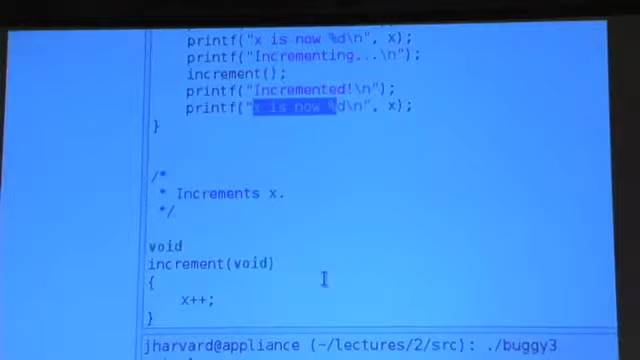 printf("x is now %d\n", x);
printf("Incrementing...\n");
increment();
printf("Incremented!\n");
printf("x is now %d\n", x);
}
/*
* Increments x.
*/
void
increment(void)
{
x++;
}
jharvard@appliance (~/lectures/2/src): ./buggy3